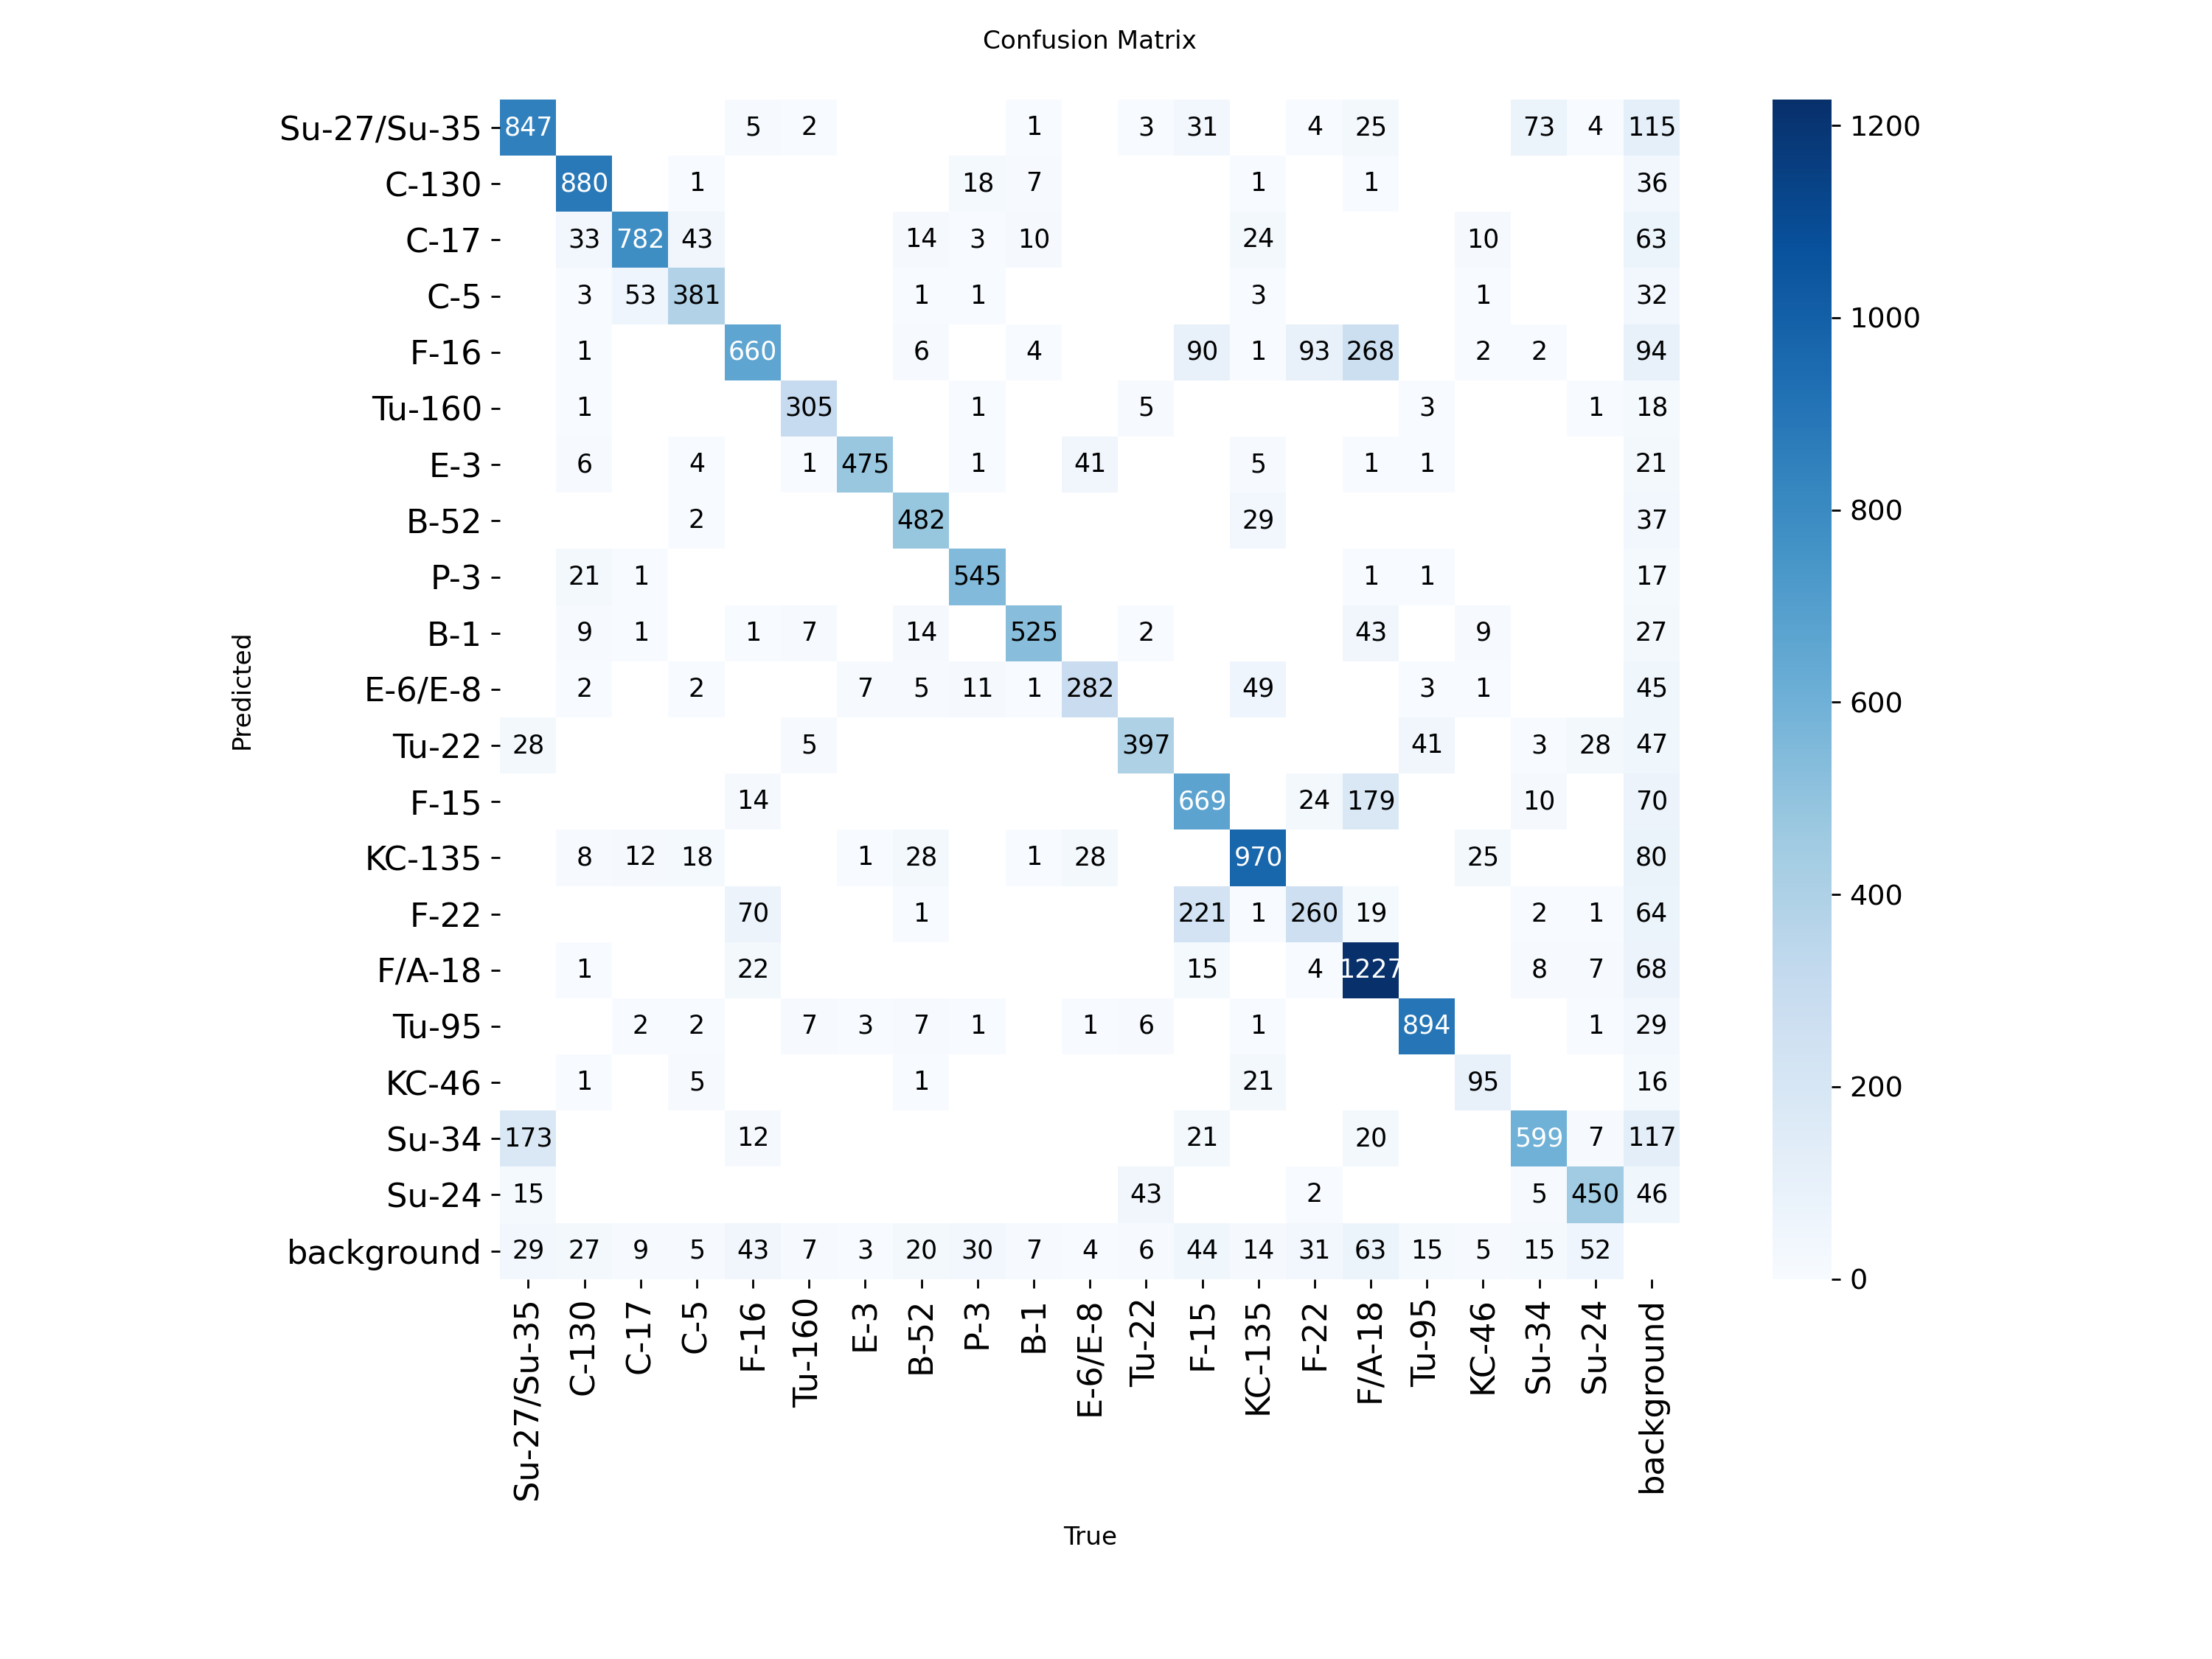 Confusion Matrix
Su-27/Su-35 847 5 2 1 3 31 4 25 73 4 115
C-130 880 1 18 7 1 1 36
C-17 33 782 43 14 3 10 24 10 63
C-5 3 53 381 1 1 3 1 32
F-16 1 660 6 4 90 1 93 268 2 2 94
Tu-160 1 305 1 5 3 1 18
E-3 6 4 1 475 1 41 5 1 1 21
B-52 2 482 29 37
P-3 21 1 545 1 1 17
B-1 9 1 1 7 14 525 2 43 9 27
E-6/E-8 2 2 7 5 11 1 282 49 3 1 45
Tu-22 28 5 397 41 3 28 47
F-15 14 669 24 179 10 70
KC-135 8 12 18 1 28 1 28 970 25 80
F-22 70 1 221 1 260 19 2 1 64
F/A-18 1 22 15 4 1227 8 7 68
Tu-95 2 2 7 3 7 1 1 6 1 894 1 29
KC-46 1 5 1 21 95 16
Su-34 173 12 21 20 599 7 117
Su-24 15 43 2 5 450 46
background 29 27 9 5 43 7 3 20 30 7 4 6 44 14 31 63 15 5 15 52
Su-27/Su-35 C-130 C-17 C-5 F-16 Tu-160 E-3 B-52 P-3 B-1 E-6/E-8 Tu-22 F-15 KC-135 F-22 F/A-18 Tu-95 KC-46 Su-34 Su-24 background
True
Predicted
1200
1000
800
600
400
200
0